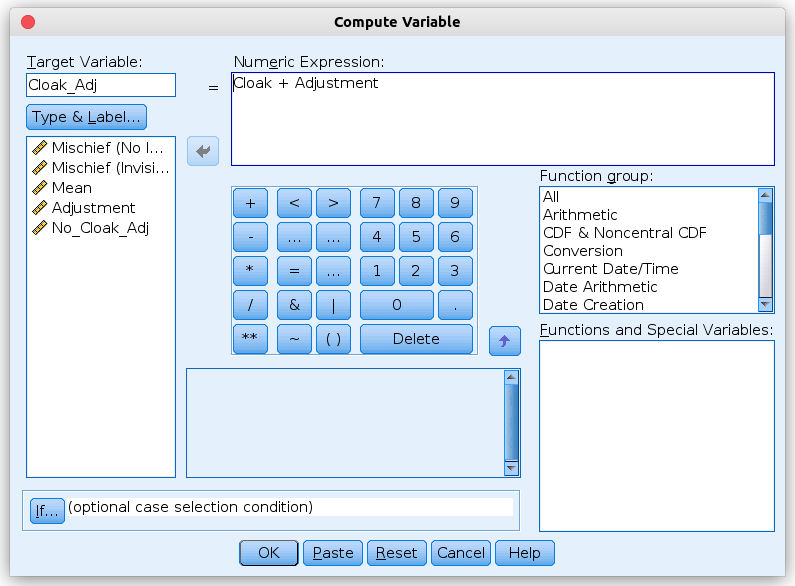 Compute Variable
Target Variable:
Cloak_Adj
Type & Label...
=
Numeric Expression:
Cloak + Adjustment
Mischief (No I...
Mischief (Invisi...
Mean
Adjustment
No_Cloak_Adj
+ < > 7 8 9
- ... ... 4 5 6
* = ... 1 2 3
/ & | 0 .
** ~ ( ) Delete
Function group:
All
Arithmetic
CDF & Noncentral CDF
Conversion
Current Date/Time
Date Arithmetic
Date Creation
Functions and Special Variables:
If... (optional case selection condition)
OK Paste Reset Cancel Help